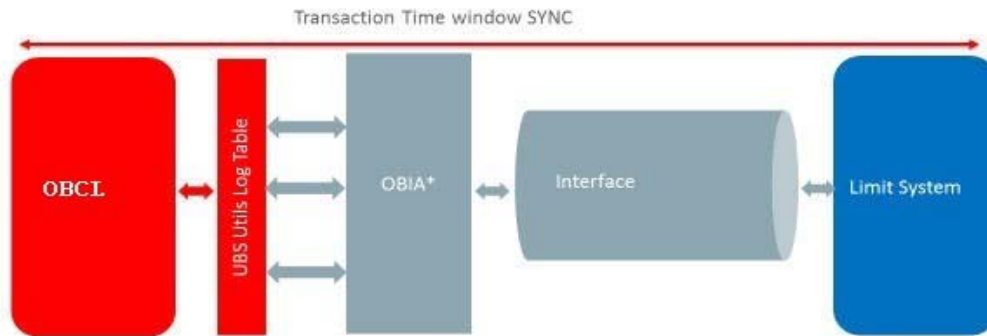 Transaction Time window SYNC
OBCL
UBS Utils Log Table
OBIA⁺
Interface
Limit System